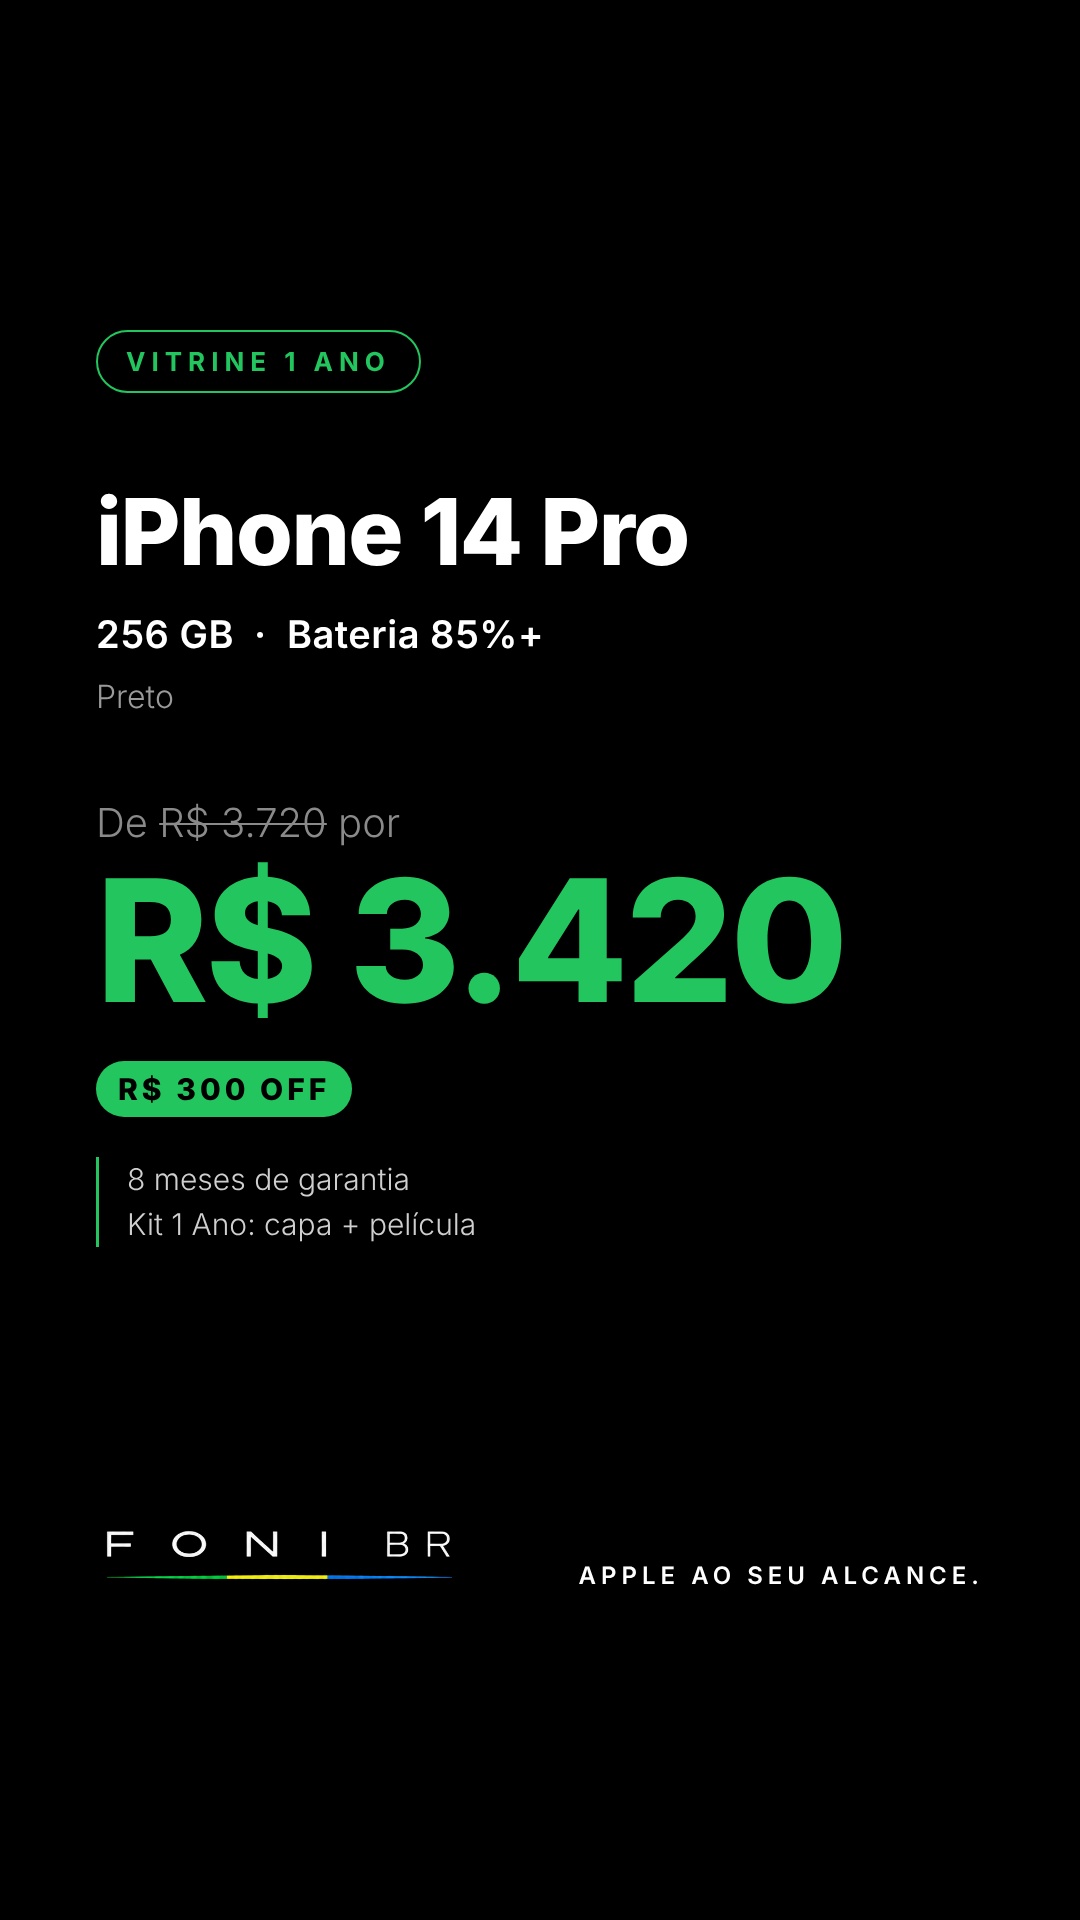 VITRINE 1 ANO
iPhone 14 Pro
256 GB · Bateria 85%+
Preto
De R$ 3.720 por
R$ 3.420
R$ 300 OFF
8 meses de garantia
Kit 1 Ano: capa + película
FONI BR
APPLE AO SEU ALCANCE.